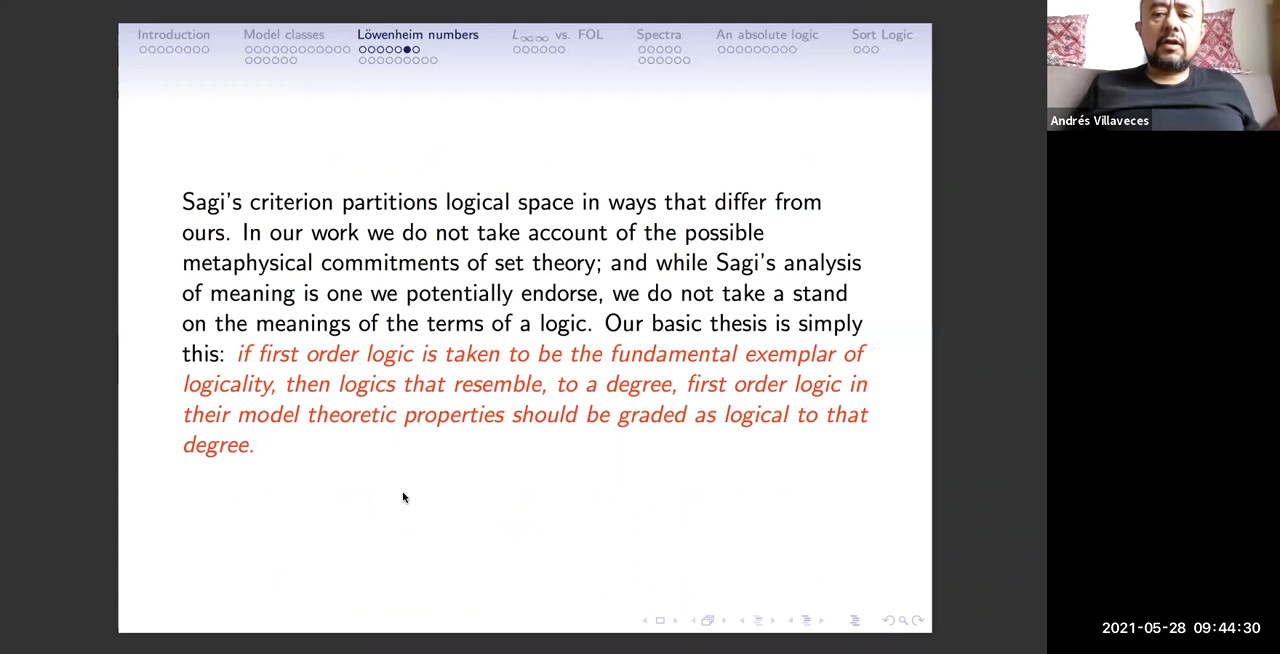 Introduction Model classes Löwenheim numbers L∞∞ vs. FOL Spectra An absolute logic Sort Logic
Sagi's criterion partitions logical space in ways that differ from
ours. In our work we do not take account of the possible
metaphysical commitments of set theory; and while Sagi's analysis
of meaning is one we potentially endorse, we do not take a stand
on the meanings of the terms of a logic. Our basic thesis is simply
this: if first order logic is taken to be the fundamental exemplar of
logicality, then logics that resemble, to a degree, first order logic in
their model theoretic properties should be graded as logical to that
degree.
Andrés Villaveces
2021-05-28 09:44:30